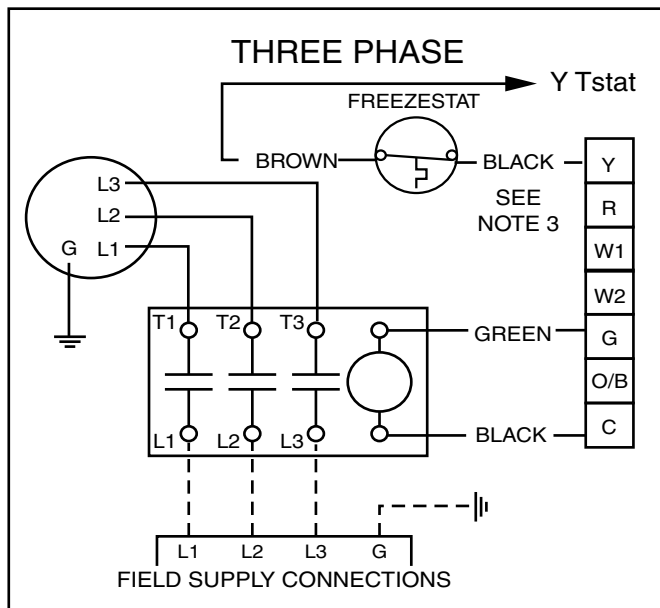 THREE PHASE
Y Tstat
FREEZESTAT
BROWN
BLACK
Y
SEE
NOTE 3
R
W1
W2
G
O/B
C
L3
L2
G L1
T1 T2 T3
GREEN
L1 L2 L3
BLACK
L1 L2 L3 G
FIELD SUPPLY CONNECTIONS